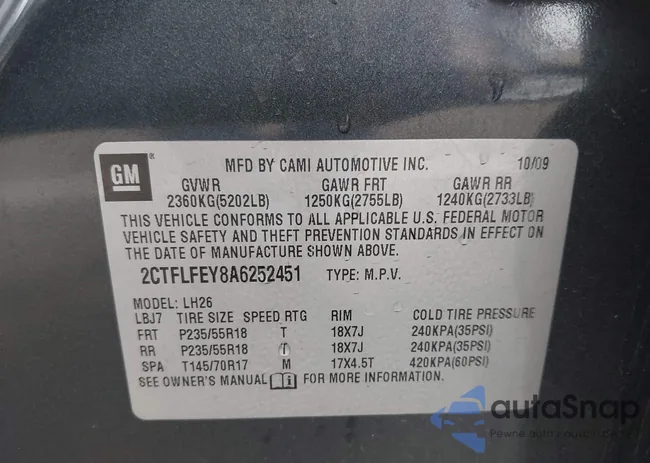 GM ® MFD BY CAMI AUTOMOTIVE INC. 10/09
GVWR GAWR FRT GAWR RR
2360KG(5202LB) 1250KG(2755LB) 1240KG(2733LB)
THIS VEHICLE CONFORMS TO ALL APPLICABLE U.S. FEDERAL MOTOR
VEHICLE SAFETY AND THEFT PREVENTION STANDARDS IN EFFECT ON
THE DATE OF MANUFACTURE SHOWN ABOVE.
2CTFLFEY8A6252451 TYPE: M.P.V.
MODEL: LH26
LBJ7 TIRE SIZE SPEED RTG RIM COLD TIRE PRESSURE
FRT P235/55R18 T 18X7J 240KPA(35PSI)
RR P235/55R18 T 18X7J 240KPA(35PSI)
SPA T145/70R17 M 17X4.5T 420KPA(60PSI)
SEE OWNER'S MANUAL i FOR MORE INFORMATION.
autoSnap
Pewne auto z